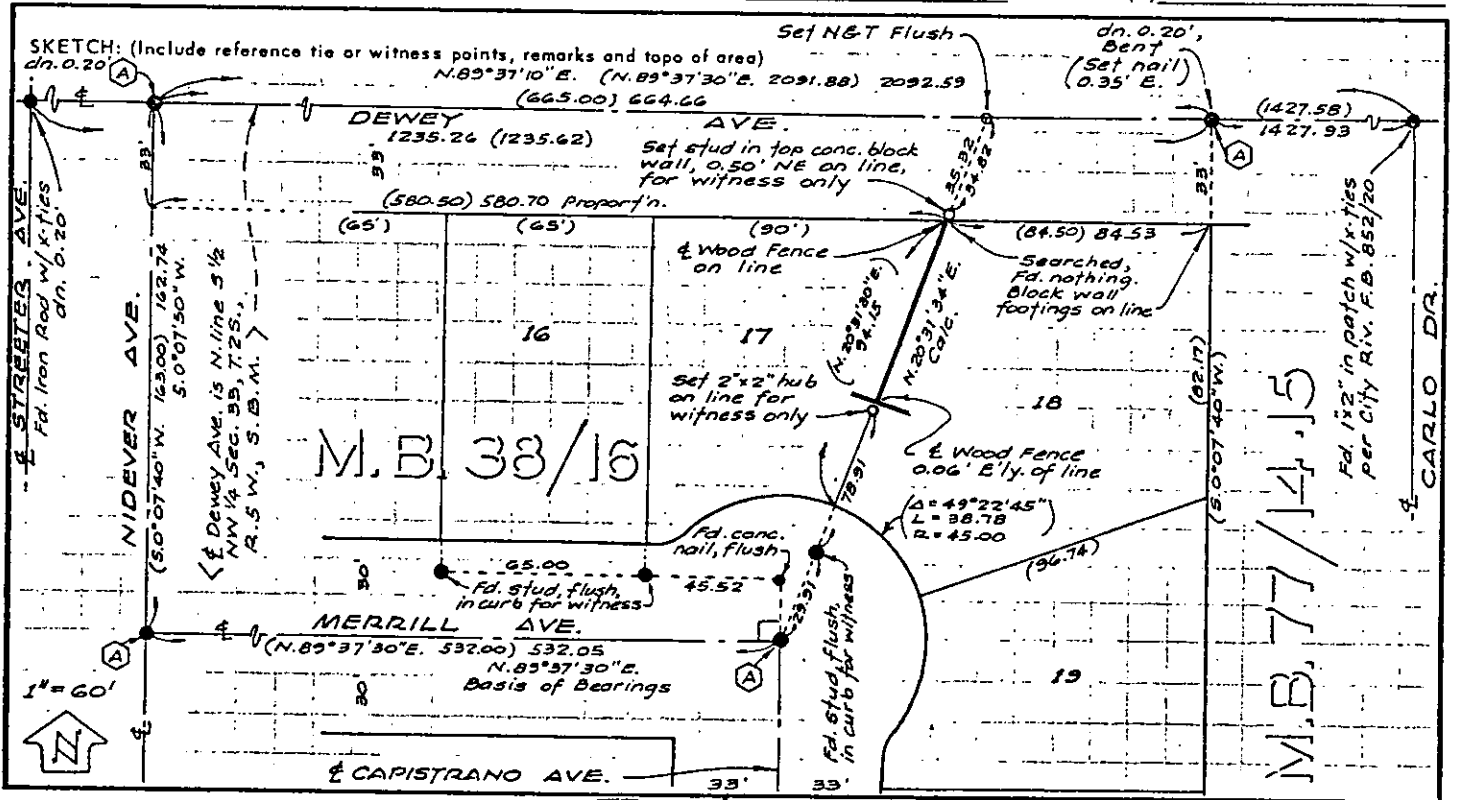 SKETCH: (Include reference tie or witness points, remarks and topo of area)
Set N&T Flush
dn. 0.20',
Bent
(Set nail)
0.35' E.
dn. 0.20'
A
N.89°37'10"E. (N.89°37'30"E. 2091.88) 2092.59
(665.00) 664.66
(1427.58)
1427.93
A
DEWEY AVE.
1235.26 (1235.62)
33'
33'
33'
Set stud in top conc. block
wall, 0.50' NE on line,
for witness only
35.32
34.82
(580.50) 580.70 Proport'n.
(65')
(65')
(90')
(84.50) 84.53
℄ Wood Fence
on line
Searched,
Fd. nothing.
Block wall
footings on line
℄ STREETER AVE.
Fd. Iron Rod w/x-ties
dn. 0.20'
NIDEVER AVE.
℄
(S.0°07'40"W. 163.00) 162.74
S.0°07'50"W.
<℄ Dewey Ave. is N. line S ½
NW ¼ Sec. 33, T.2S.,
R.5 W., S.B.M.>
16
17
18
19
(N.20°31'30"E.
94.15)
N.20°31'34"E.
Calc.
Set 2"x2" hub
on line for
witness only
℄ Wood Fence
0.06' E'ly. of line
78.91
(Δ=49°22'45"
L=38.78
R=45.00)
(82.17)
(S.0°07'40"W.)
M.B. 38/16
M.B. 77/14,15
Fd. 1"x2" in patch w/x-ties
per City Riv. F.B. 852/20
℄
CARLO DR.
Fd. conc.
nail, flush
65.00
45.52
Fd. stud, flush,
in curb for witness
29.91
(96.74)
30'
℄
MERRILL AVE.
(N.89°37'30"E. 532.00) 532.05
N.89°37'30"E.
Basis of Bearings
A
A
30'
Fd. stud, flush,
in curb for witness
1"=60'
N
℄ CAPISTRANO AVE.
33'
33'